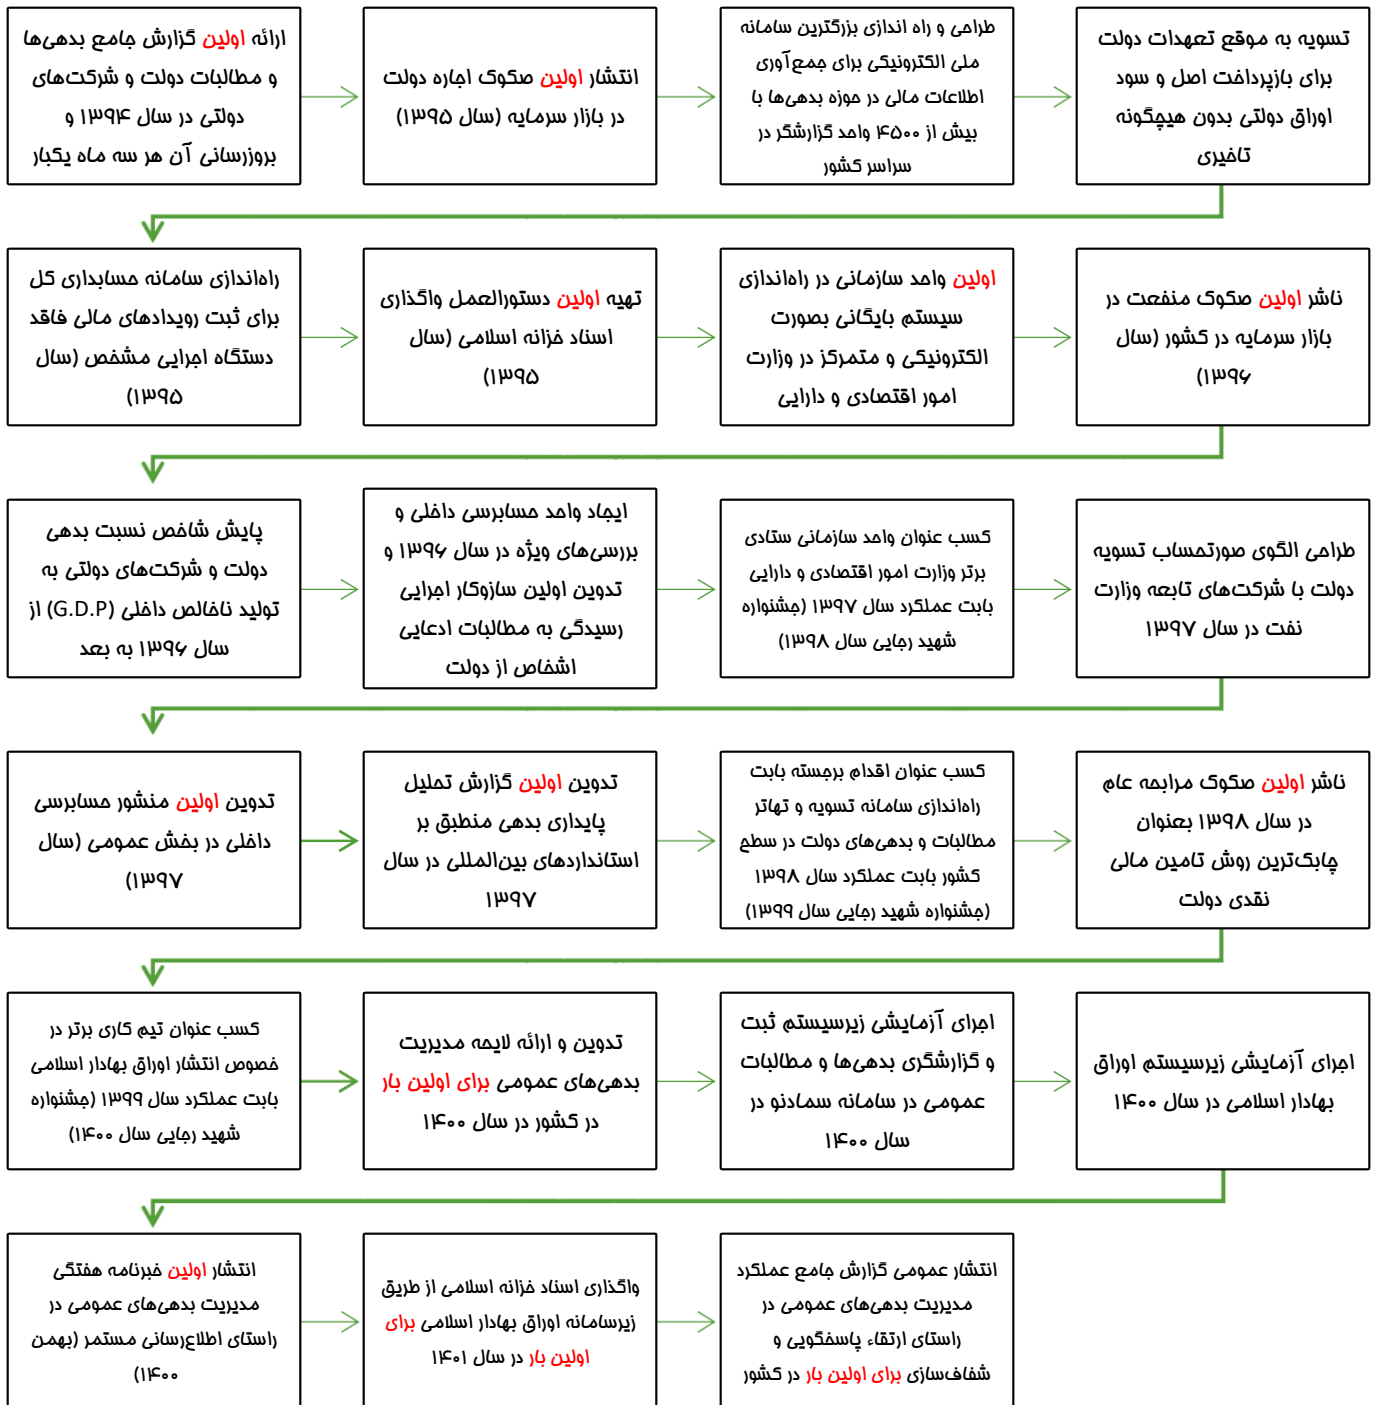 ارائه اولین گزارش جامع بدهی‌ها
و مطالبات دولت و شرکت‌های
دولتی در سال ۱۳۹۴ و
بروزرسانی آن هر سه ماه یکبار
انتشار اولین صکوک اجاره دولت
در بازار سرمایه (سال ۱۳۹۵)
طراحی و راه اندازی بزرگترین سامانه
ملی الکترونیکی برای جمع‌آوری
اطلاعات مالی در حوزه بدهی‌ها با
بیش از ۴۵۰۰ واحد گزارشگر در
سراسر کشور
تسویه به موقع تعهدات دولت
برای بازپرداخت اصل و سود
اوراق دولتی بدون هیچگونه
تاخیری
راه‌اندازی سامانه حسابداری کل
برای ثبت رویدادهای مالی فاقد
دستگاه اجرایی مشخص (سال
۱۳۹۵)
تهیه اولین دستورالعمل واگذاری
اسناد خزانه اسلامی (سال
۱۳۹۵)
اولین واحد سازمانی در راه‌اندازی
سیستم بایگانی بصورت
الکترونیکی و متمرکز در وزارت
امور اقتصادی و دارایی
ناشر اولین صکوک منفعت در
بازار سرمایه در کشور (سال
۱۳۹۶)
پایش شاخص نسبت بدهی
دولت و شرکت‌های دولتی به
تولید ناخالص داخلی (G.D.P) از
سال ۱۳۹۶ به بعد
ایجاد واحد حسابرسی داخلی و
بررسی‌های ویژه در سال ۱۳۹۶ و
تدوین اولین سازوکار اجرایی
رسیدگی به مطالبات ادعایی
اشخاص از دولت
کسب عنوان واحد سازمانی ستادی
برتر وزارت امور اقتصادی و دارایی
بابت عملکرد سال ۱۳۹۷ (جشنواره
شهید رجایی سال ۱۳۹۸)
طراحی الگوی صورتحساب تسویه
دولت با شرکت‌های تابعه وزارت
نفت در سال ۱۳۹۷
تدوین اولین منشور حسابرسی
داخلی در بخش عمومی (سال
۱۳۹۷)
تدوین اولین گزارش تحلیل
پایداری بدهی منطبق بر
استانداردهای بین‌المللی در سال
۱۳۹۷
کسب عنوان اقدام برجسته بابت
راه‌اندازی سامانه تسویه و تهاتر
مطالبات و بدهی‌های دولت در سطح
کشور بابت عملکرد سال ۱۳۹۸
(جشنواره شهید رجایی سال ۱۳۹۹)
ناشر اولین صکوک مرابحه عام
در سال ۱۳۹۸ بعنوان
چابک‌ترین روش تامین مالی
نقدی دولت
کسب عنوان تیم کاری برتر در
خصوص انتشار اوراق بهادار اسلامی
بابت عملکرد سال ۱۳۹۹ (جشنواره
شهید رجایی سال ۱۴۰۰)
تدوین و ارائه لایحه مدیریت
بدهی‌های عمومی برای اولین بار
در کشور در سال ۱۴۰۰
اجرای آزمایشی زیرسیستم ثبت
و گزارشگری بدهی‌ها و مطالبات
عمومی در سامانه سمادنو در
سال ۱۴۰۰
اجرای آزمایشی زیرسیستم اوراق
بهادار اسلامی در سال ۱۴۰۰
انتشار اولین خبرنامه هفتگی
مدیریت بدهی‌های عمومی در
راستای اطلاع‌رسانی مستمر (بهمن
۱۴۰۰)
واگذاری اسناد خزانه اسلامی از طریق
زیرسامانه اوراق بهادار اسلامی برای
اولین بار در سال ۱۴۰۱
انتشار عمومی گزارش جامع عملکرد
مدیریت بدهی‌های عمومی در
راستای ارتقاء پاسخگویی و
شفاف‌سازی برای اولین بار در کشور